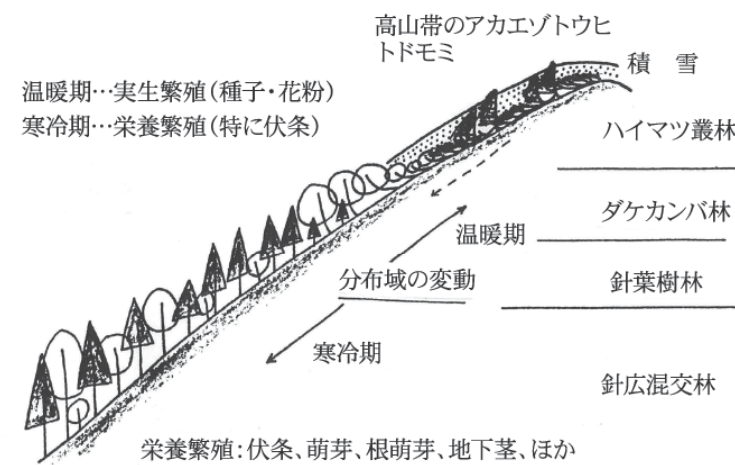 高山帯のアカエゾトウヒ
トドモミ
積 雪
温暖期…実生繁殖(種子・花粉)
寒冷期…栄養繁殖(特に伏条)
ハイマツ叢林
ダケカンバ林
温暖期
分布域の変動
針葉樹林
寒冷期
針広混交林
栄養繁殖:伏条、萌芽、根萌芽、地下茎、ほか